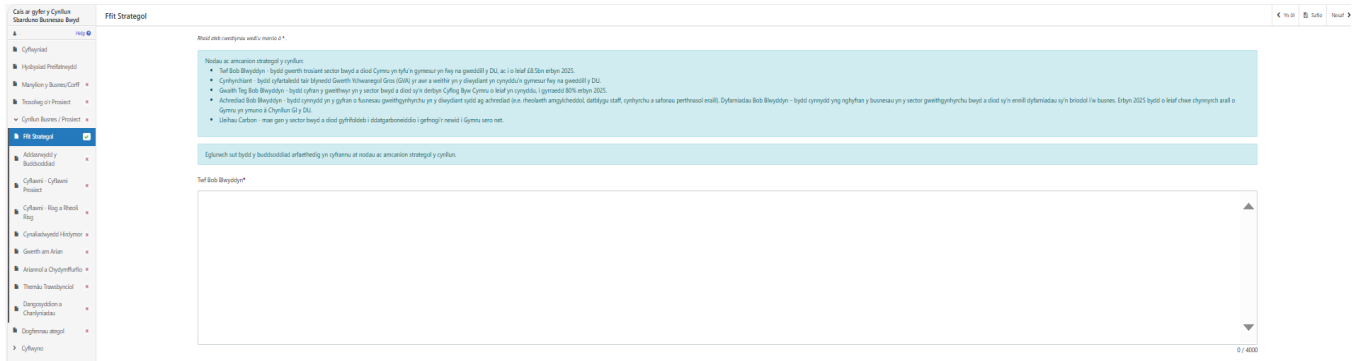 Cais ar gyfer y Cynllun
Sbarduno Busnesau Bwyd
Ffit Strategol
Yn ôl
Safio
Nesaf
Help
Cyflwyniad
Hysbysiad Preifatrwydd
Manylion y Busnes/Corff
Trosolwg o'r Prosiect
Cynllun Busnes / Prosiect
Ffit Strategol
Addasrwydd y
Buddsoddiad
Cyflawni - Cyflawni
Prosiect
Cyflawni - Risg a Rheoli
Risg
Cynaliadwyedd Hirdymor
Gwerth am Arian
Ariannol a Chydymffurfio
Themâu Trawsbynciol
Dangosyddion a
Chanlyniadau
Dogfennau ategol
Cyflwyno
Rhaid ateb cwestiynau wedi'u marcio â *.
Nodau ac amcanion strategol y cynllun:
Twf Bob Blwyddyn - bydd gwerth trosiant sector bwyd a diod Cymru yn tyfu'n gymesur yn fwy na gweddill y DU, ac i o leiaf £8.5bn erbyn 2025.
Cynhyrchiant - bydd cyfartaledd tair blynedd Gwerth Ychwanegol Gros (GVA) yr awr a weithir yn y diwydiant yn cynyddu'n gymesur fwy na gweddill y DU.
Gwaith Teg Bob Blwyddyn - bydd cyfran y gweithwyr yn y sector bwyd a diod sy'n derbyn Cyflog Byw Cymru o leiaf, i gyrraedd 80% erbyn 2025.
Achrediad Bob Blwyddyn - bydd cynnydd yn y gyfran o fusnesau gweithgynhyrchu yn y diwydiant sydd ag achrediad (e.e. rheolaeth amgylcheddol, datblygu staff, cynhyrchu a safonau perthnasol eraill). Dyfarniadau Bob Blwyddyn – bydd cynnydd yng nghyfran y busnesau yn y sector gweithgynhyrchu bwyd a diod sy'n ennill dyfarniadau sy'n briodol i'w busnes. Erbyn 2025 bydd o leiaf chwe chynnyrch arall o
Gymru yn ymuno â Chynllun GI y DU.
Lleihau Carbon - mae gan y sector bwyd a diod gyfrifoldeb i ddatgarboneiddio i gefnogi'r newid i Gymru sero net.
Eglurwch sut bydd y buddsoddiad arfaethedig yn cyfrannu at nodau ac amcanion strategol y cynllun.
Twf Bob Blwyddyn*
0 / 4000